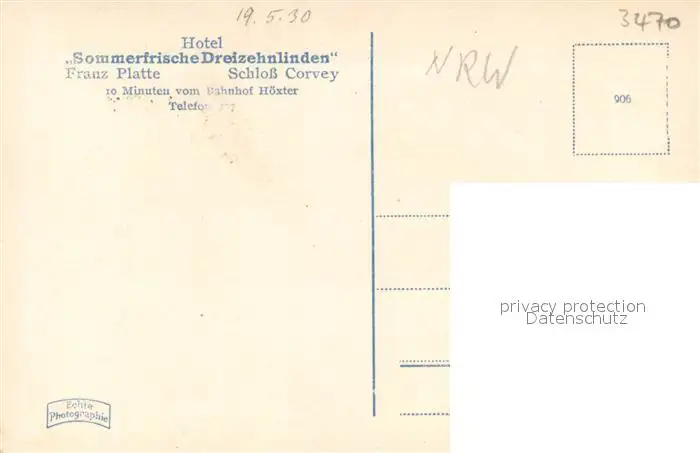 19.5.30
3470
Hotel
„Sommerfrische Dreizehnlinden"
Franz Platte Schloß Corvey
10 Minuten vom Bahnhof Höxter
Telefon
NRW
906
privacy protection
Datenschutz
Echte
Photographie